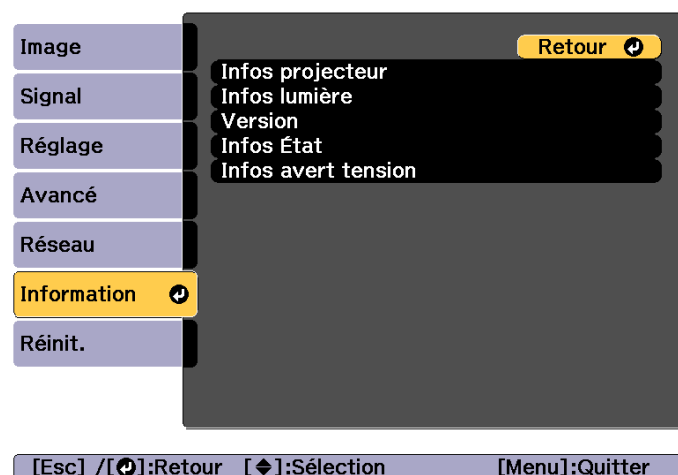 Image
Signal
Réglage
Avancé
Réseau
Information
Réinit.
Retour
Infos projecteur
Infos lumière
Version
Infos État
Infos avert tension
[Esc] /[⏎]:Retour [◆]:Sélection [Menu]:Quitter